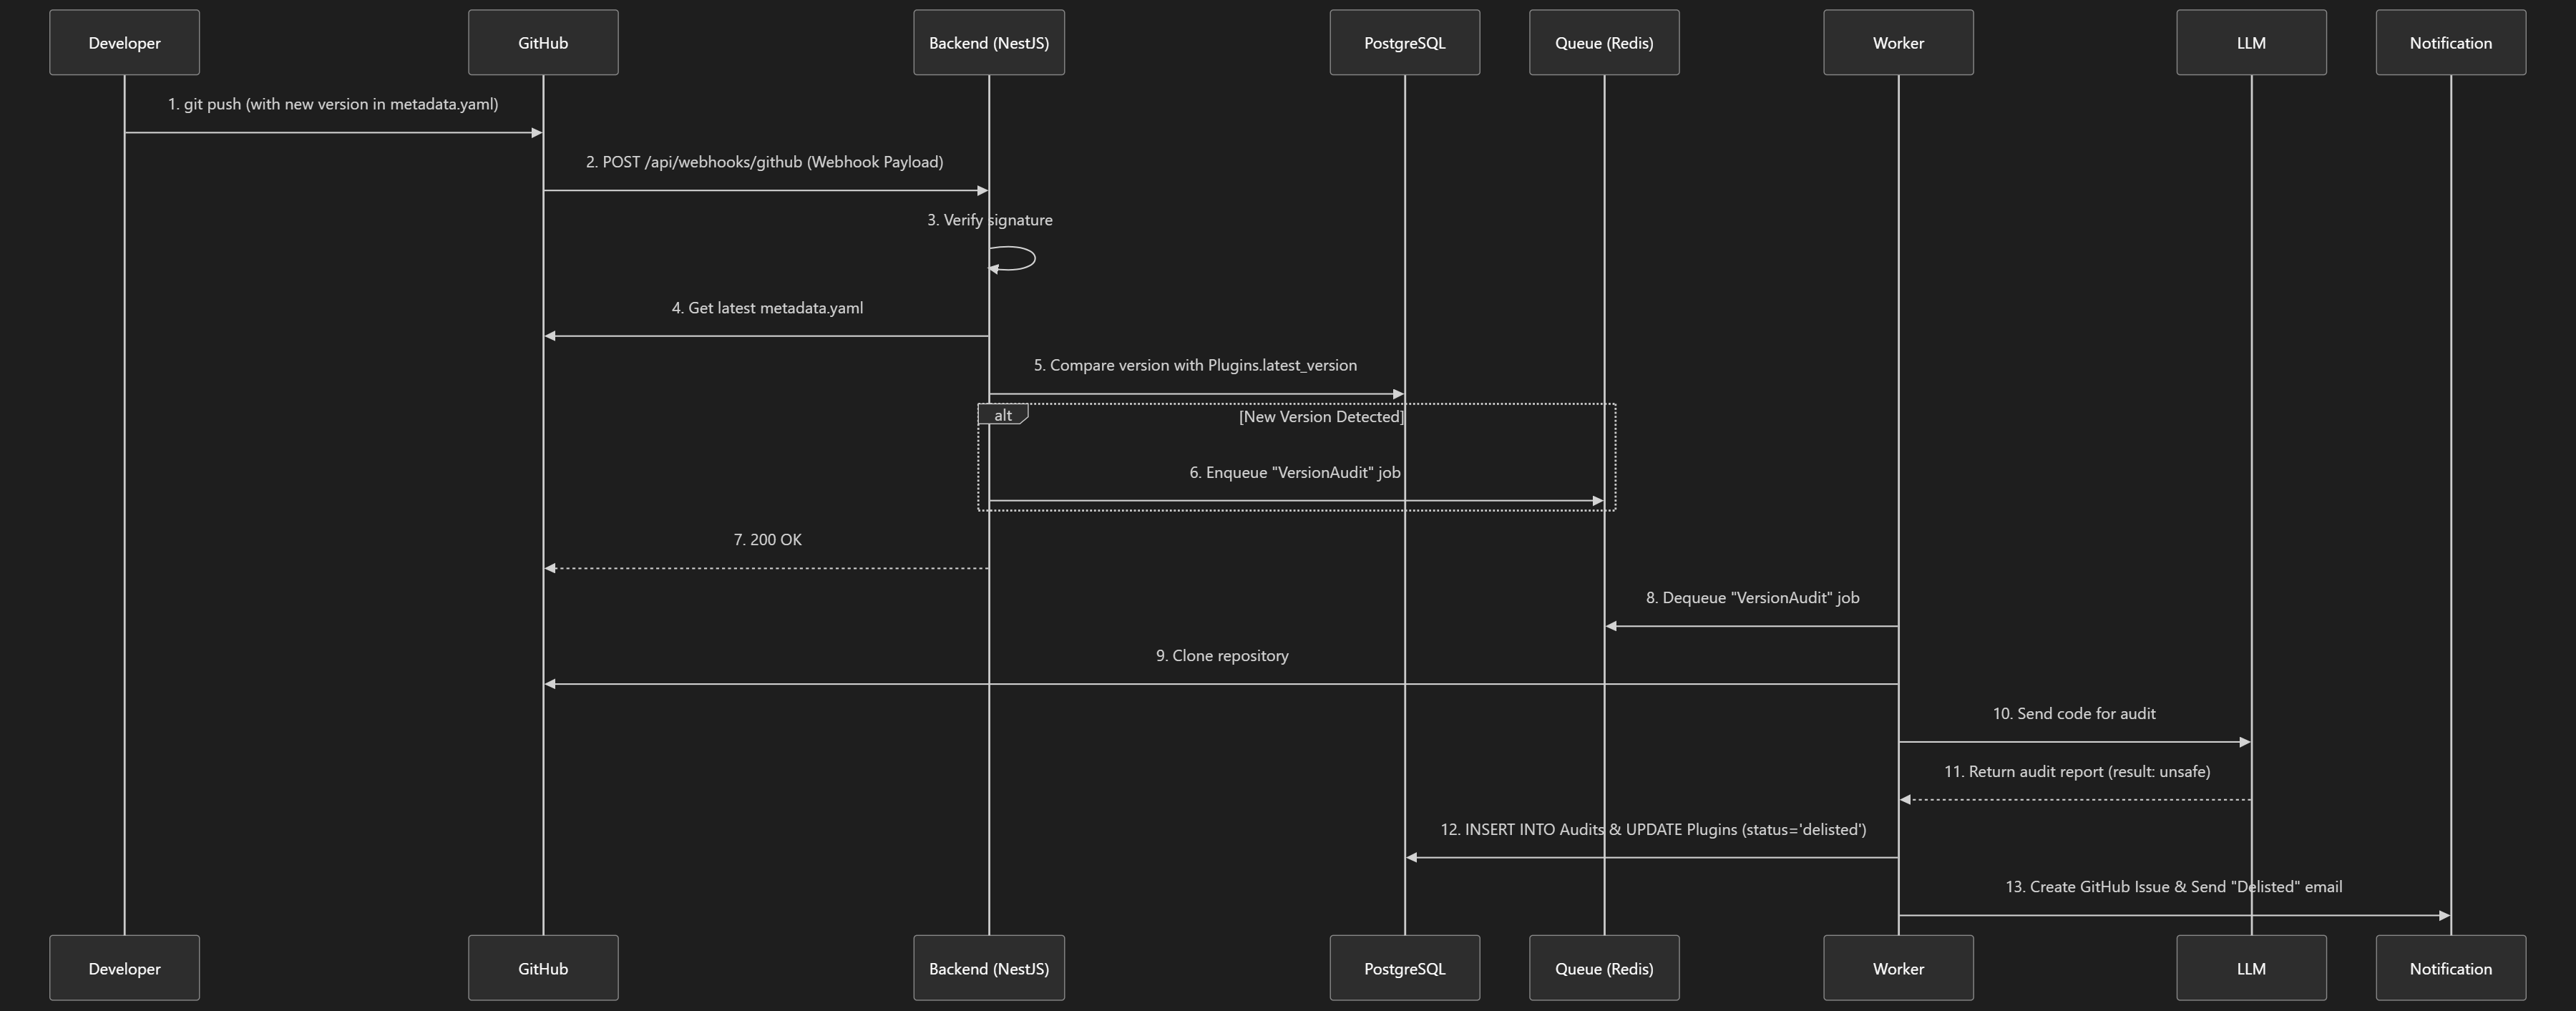 Developer
GitHub
Backend (NestJS)
PostgreSQL
Queue (Redis)
Worker
LLM
Notification
1. git push (with new version in metadata.yaml)
2. POST /api/webhooks/github (Webhook Payload)
3. Verify signature
4. Get latest metadata.yaml
5. Compare version with Plugins.latest_version
alt
[New Version Detected]
6. Enqueue "VersionAudit" job
7. 200 OK
8. Dequeue "VersionAudit" job
9. Clone repository
10. Send code for audit
11. Return audit report (result: unsafe)
12. INSERT INTO Audits & UPDATE Plugins (status='delisted')
13. Create GitHub Issue & Send "Delisted" email
Developer
GitHub
Backend (NestJS)
PostgreSQL
Queue (Redis)
Worker
LLM
Notification